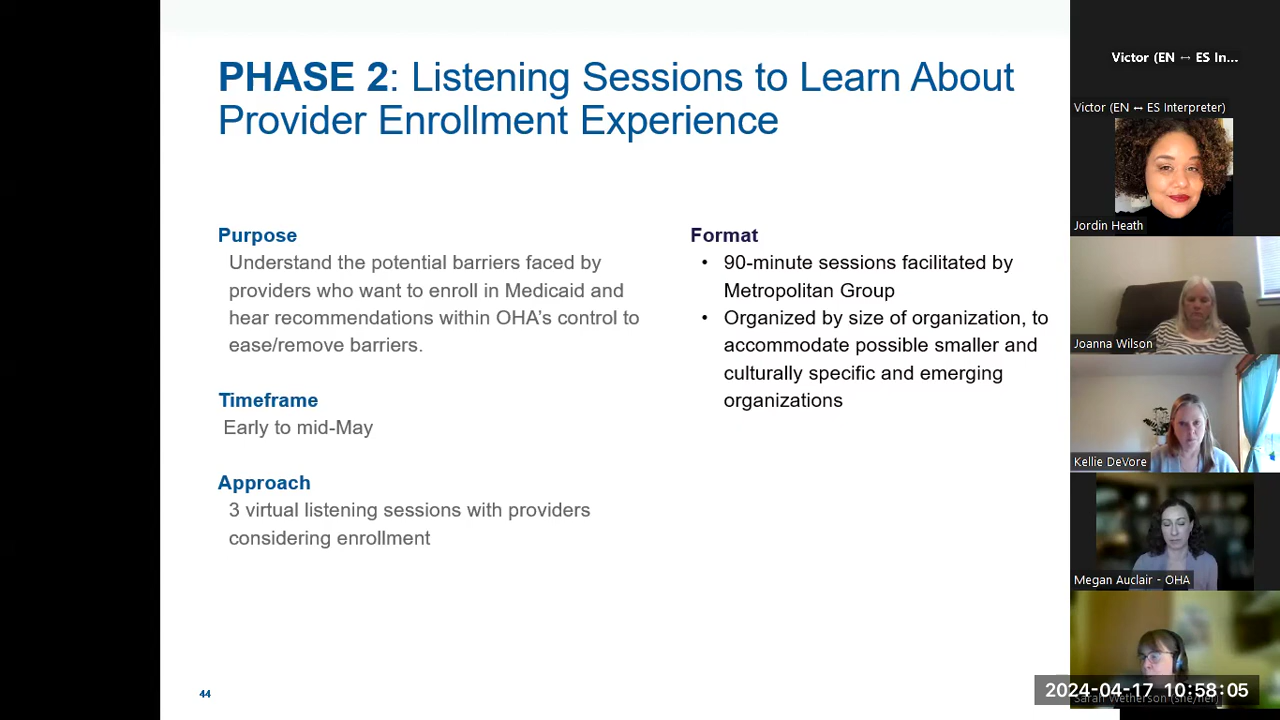 PHASE 2: Listening Sessions to Learn About
Provider Enrollment Experience
Purpose
Understand the potential barriers faced by
providers who want to enroll in Medicaid and
hear recommendations within OHA's control to
ease/remove barriers.
Timeframe
Early to mid-May
Approach
3 virtual listening sessions with providers
considering enrollment
Format
• 90-minute sessions facilitated by
Metropolitan Group
• Organized by size of organization, to
accommodate possible smaller and
culturally specific and emerging
organizations
44
Victor (EN ↔ ES In...
Victor (EN ↔ ES Interpreter)
Jordin Heath
Joanna Wilson
Kellie DeVore
Megan Auclair - OHA
2024-04-17 10:58:05
Sarah Wetherson (she/her)